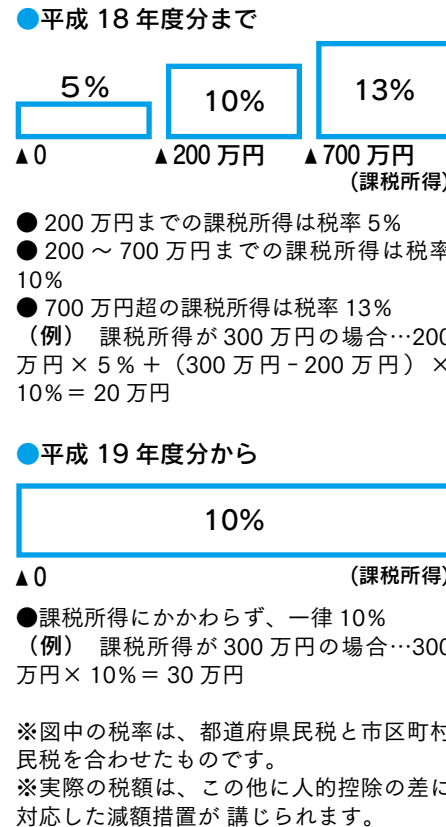 ●平成 18 年度分まで
5%
10%
13%
▲0
▲200 万円
▲700 万円
(課税所得)
● 200 万円までの課税所得は税率 5%
● 200 ～ 700 万円までの課税所得は税率
10%
● 700 万円超の課税所得は税率 13%
（例） 課税所得が 300 万円の場合…200
万円 × 5 % ＋（300 万円－200 万円） ×
10%＝ 20 万円
●平成 19 年度分から
10%
▲0
(課税所得)
●課税所得にかかわらず、一律 10%
（例） 課税所得が 300 万円の場合…300
万円× 10%＝ 30 万円
※図中の税率は、都道府県民税と市区町村
民税を合わせたものです。
※実際の税額は、この他に人的控除の差に
対応した減額措置が 講じられます。